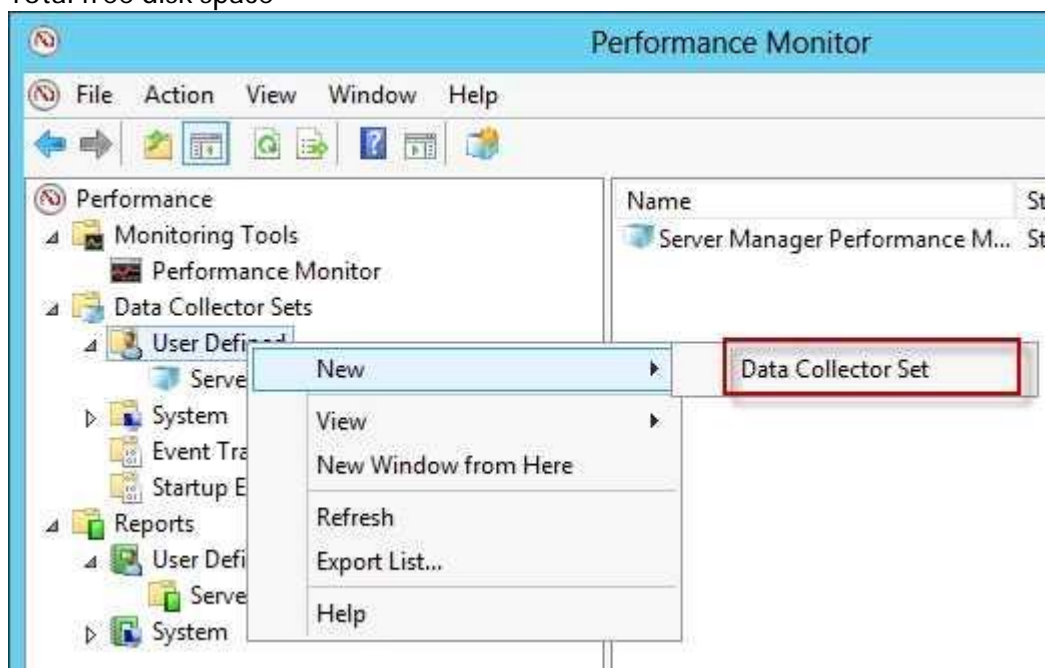 Total free disk space
Performance Monitor
File Action View Window Help
Performance
Monitoring Tools
Performance Monitor
Data Collector Sets
User Defined
Serve
System
Event Tra
Startup E
Reports
User Defi
Serve
System
New
View
New Window from Here
Refresh
Export List...
Help
Data Collector Set
Name St
Server Manager Performance M... St